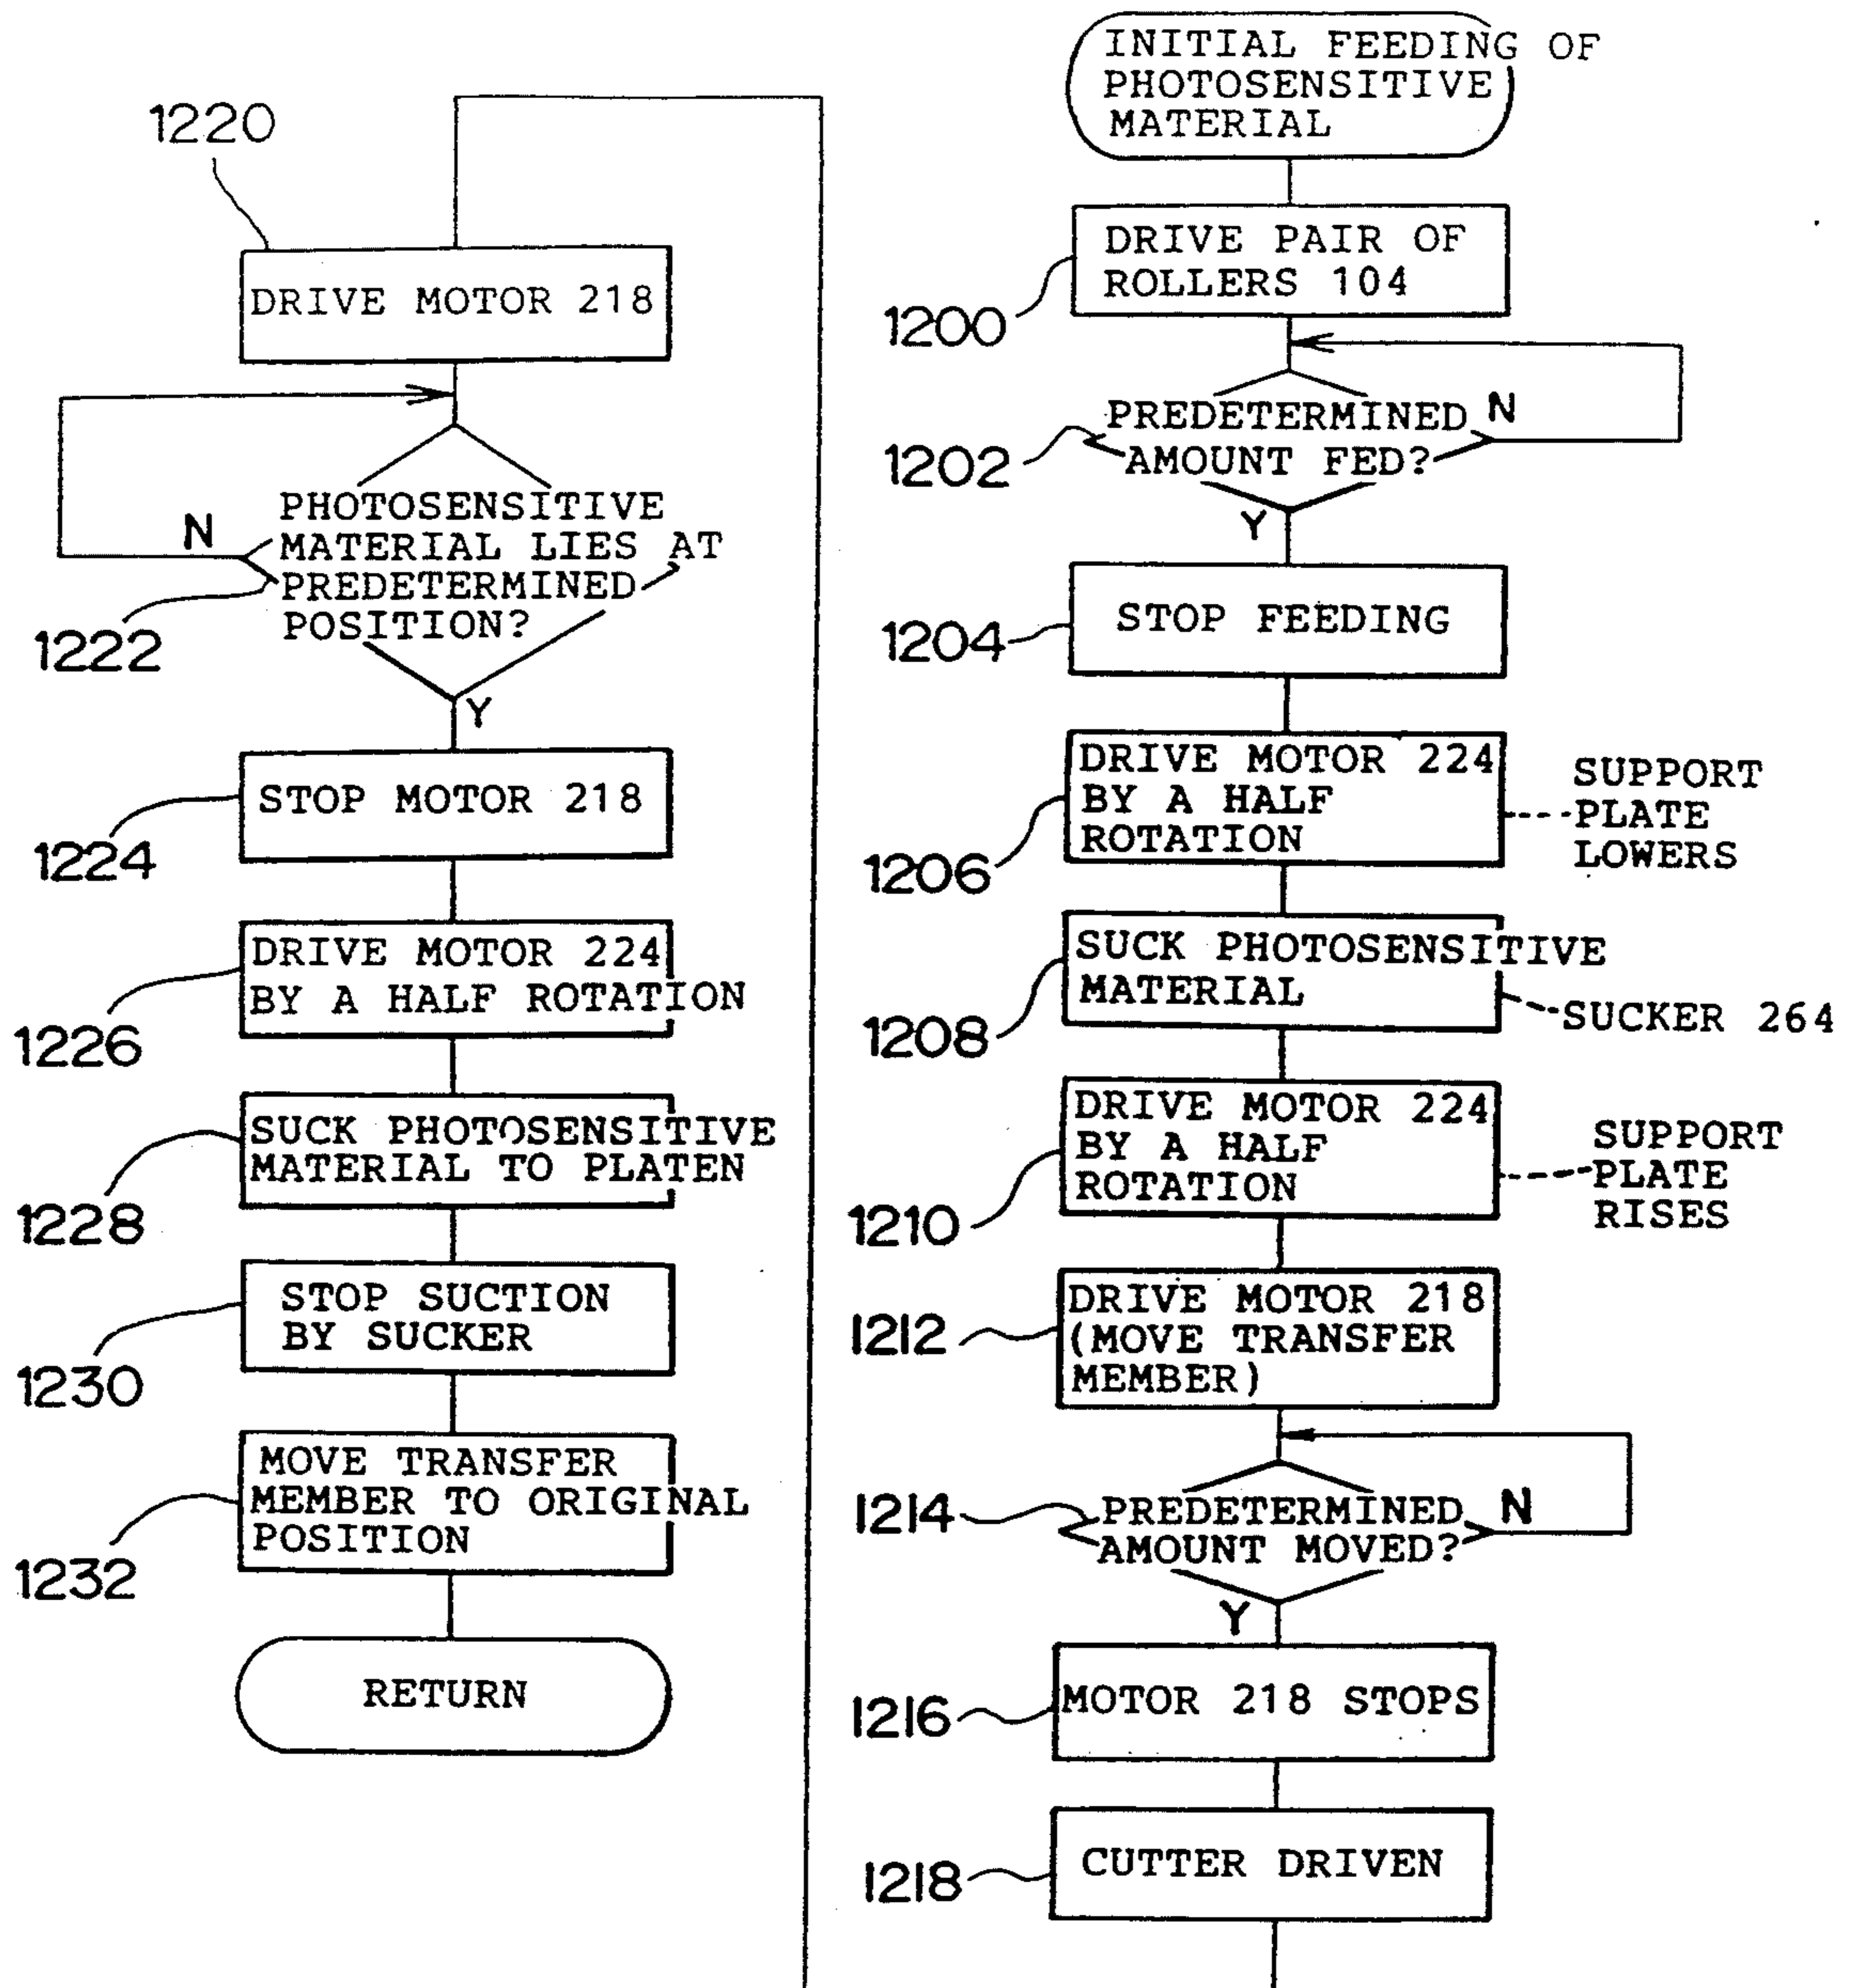 INITIAL FEEDING OF
PHOTOSENSITIVE
MATERIAL
DRIVE PAIR OF
ROLLERS 104
1200
PREDETERMINED
AMOUNT FED?
N
1202
Y
STOP FEEDING
1204
DRIVE MOTOR 224
BY A HALF
ROTATION
SUPPORT
PLATE
LOWERS
1206
SUCK PHOTOSENSITIVE
MATERIAL
SUCKER 264
1208
DRIVE MOTOR 224
BY A HALF
ROTATION
SUPPORT
PLATE
RISES
1210
DRIVE MOTOR 218
(MOVE TRANSFER
MEMBER)
1212
PREDETERMINED
AMOUNT MOVED?
N
1214
Y
MOTOR 218 STOPS
1216
CUTTER DRIVEN
1218
1220
DRIVE MOTOR 218
PHOTOSENSITIVE
MATERIAL LIES AT
PREDETERMINED
POSITION?
N
1222
Y
STOP MOTOR 218
1224
DRIVE MOTOR 224
BY A HALF ROTATION
1226
SUCK PHOTOSENSITIVE
MATERIAL TO PLATEN
1228
STOP SUCTION
BY SUCKER
1230
MOVE TRANSFER
MEMBER TO ORIGINAL
POSITION
1232
RETURN